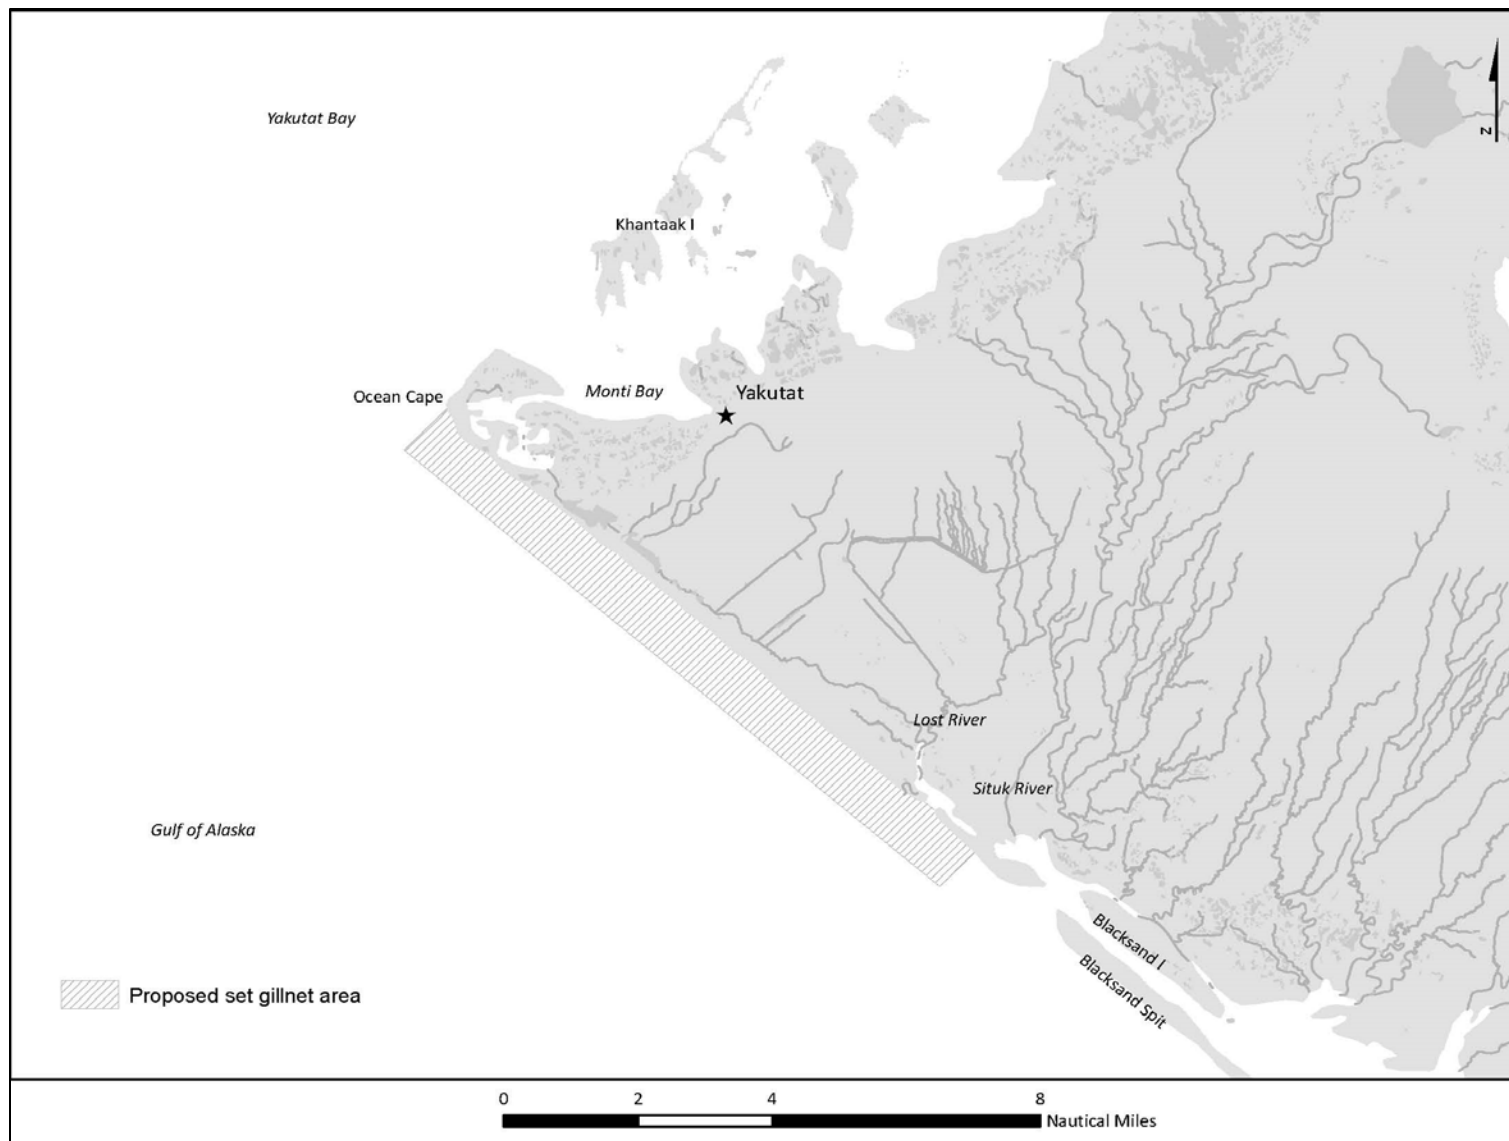 Yakutat Bay
N
Khantaak I
Ocean Cape
Monti Bay
Yakutat
Lost River
Situk River
Gulf of Alaska
Blacksand I
Blacksand Spit
Proposed set gillnet area
0 2 4 8
Nautical Miles